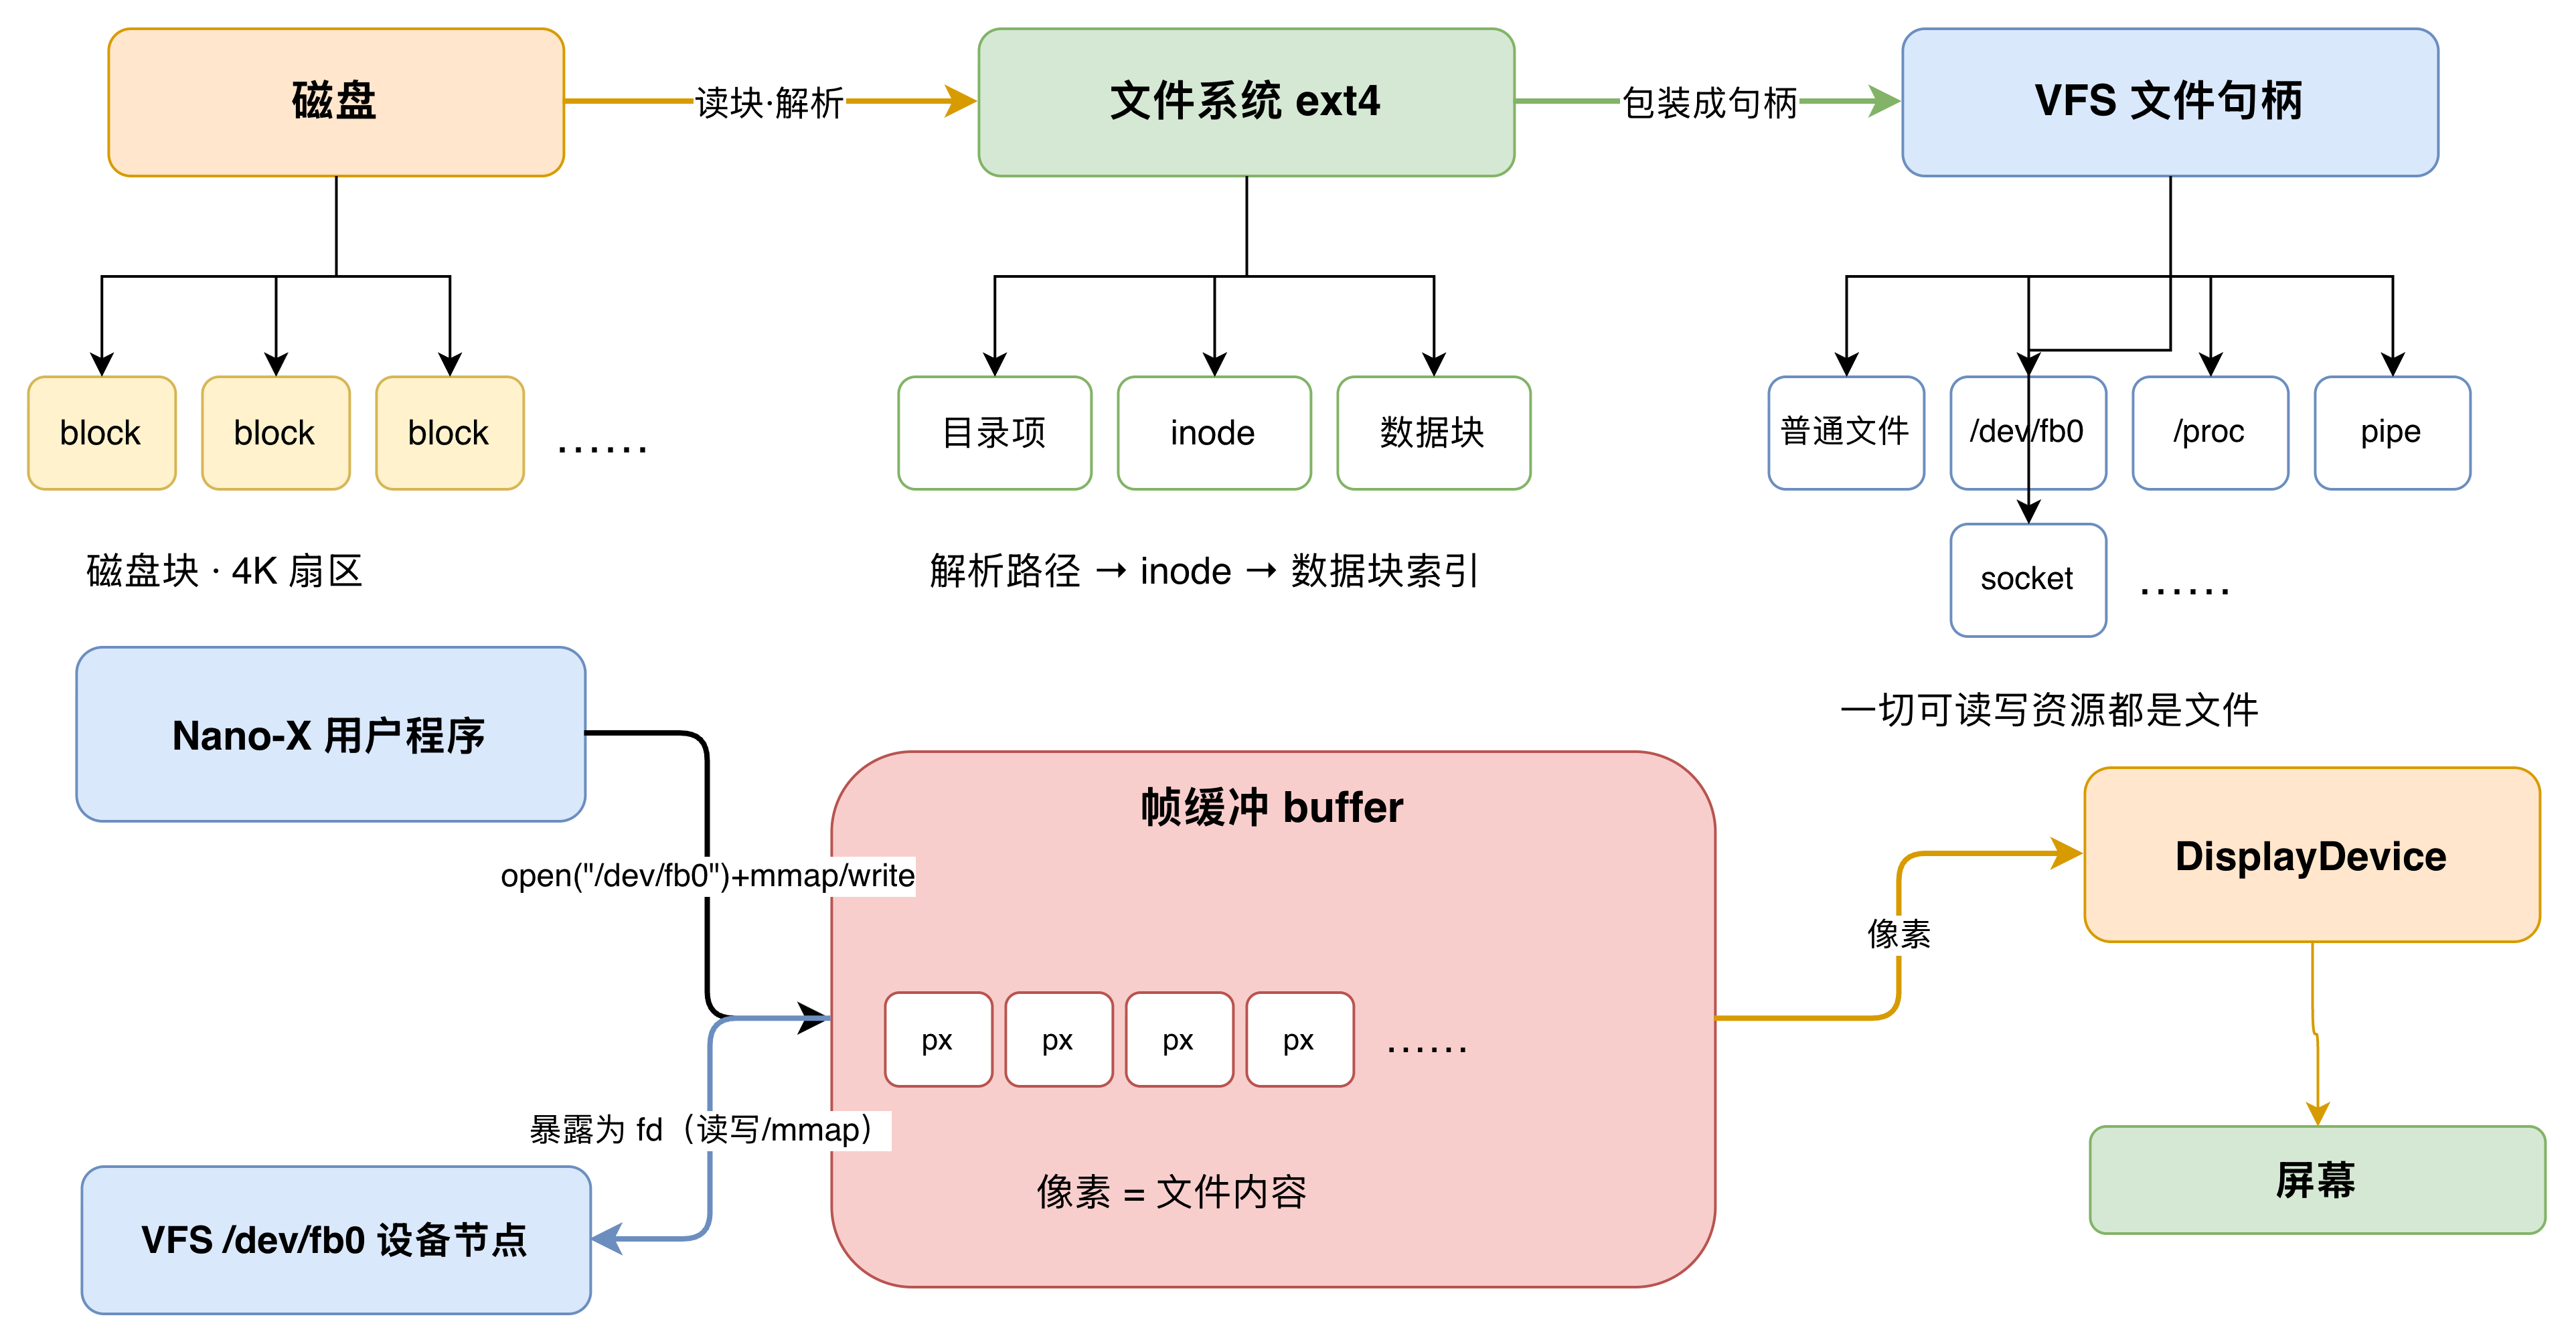 磁盘
读块·解析
文件系统 ext4
包装成句柄
VFS 文件句柄
block
block
block
......
目录项
inode
数据块
普通文件
/dev/fb0
/proc
pipe
磁盘块 · 4K 扇区
解析路径 → inode → 数据块索引
socket
......
一切可读写资源都是文件
Nano-X 用户程序
帧缓冲 buffer
DisplayDevice
open("/dev/fb0")+mmap/write
像素
px
px
px
px
......
暴露为 fd（读写/mmap）
像素 = 文件内容
屏幕
VFS /dev/fb0 设备节点